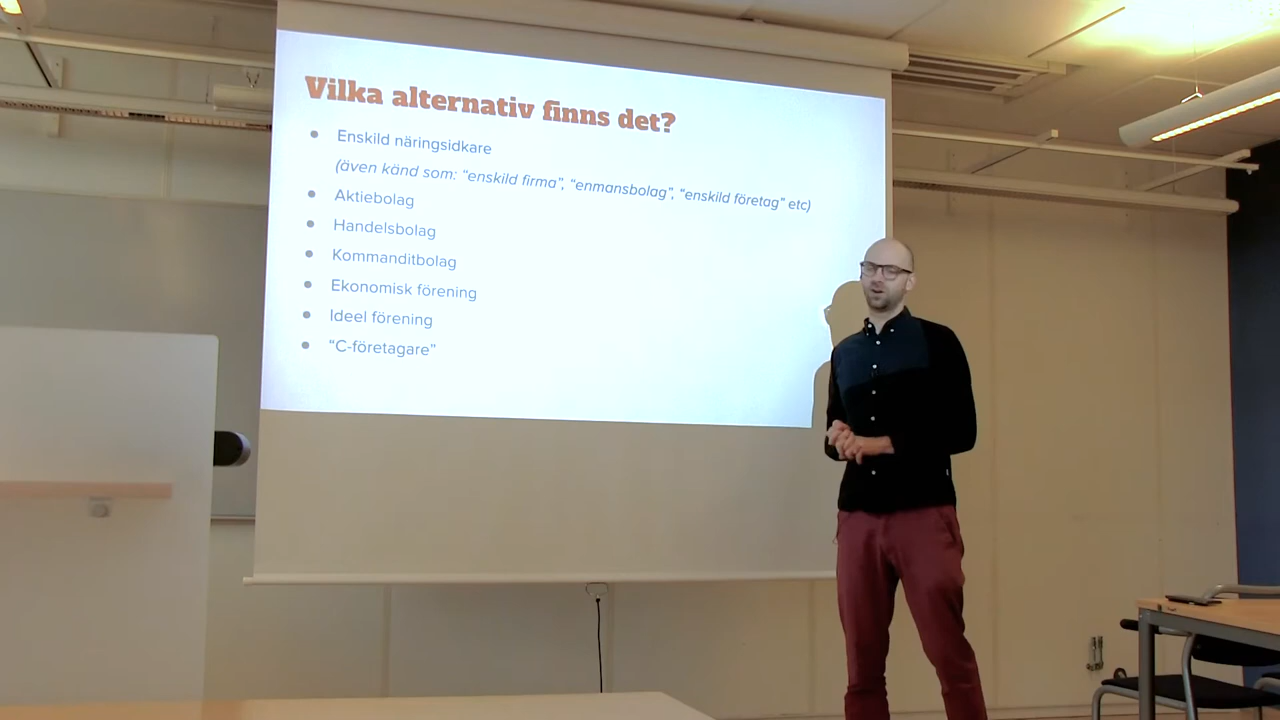 Vilka alternativ finns det?
Enskild näringsidkare
(även känd som: "enskild firma", "enmansbolag", "enskild företag" etc)
Aktiebolag
Handelsbolag
Kommanditbolag
Ekonomisk förening
Ideel förening
"C-företagare"